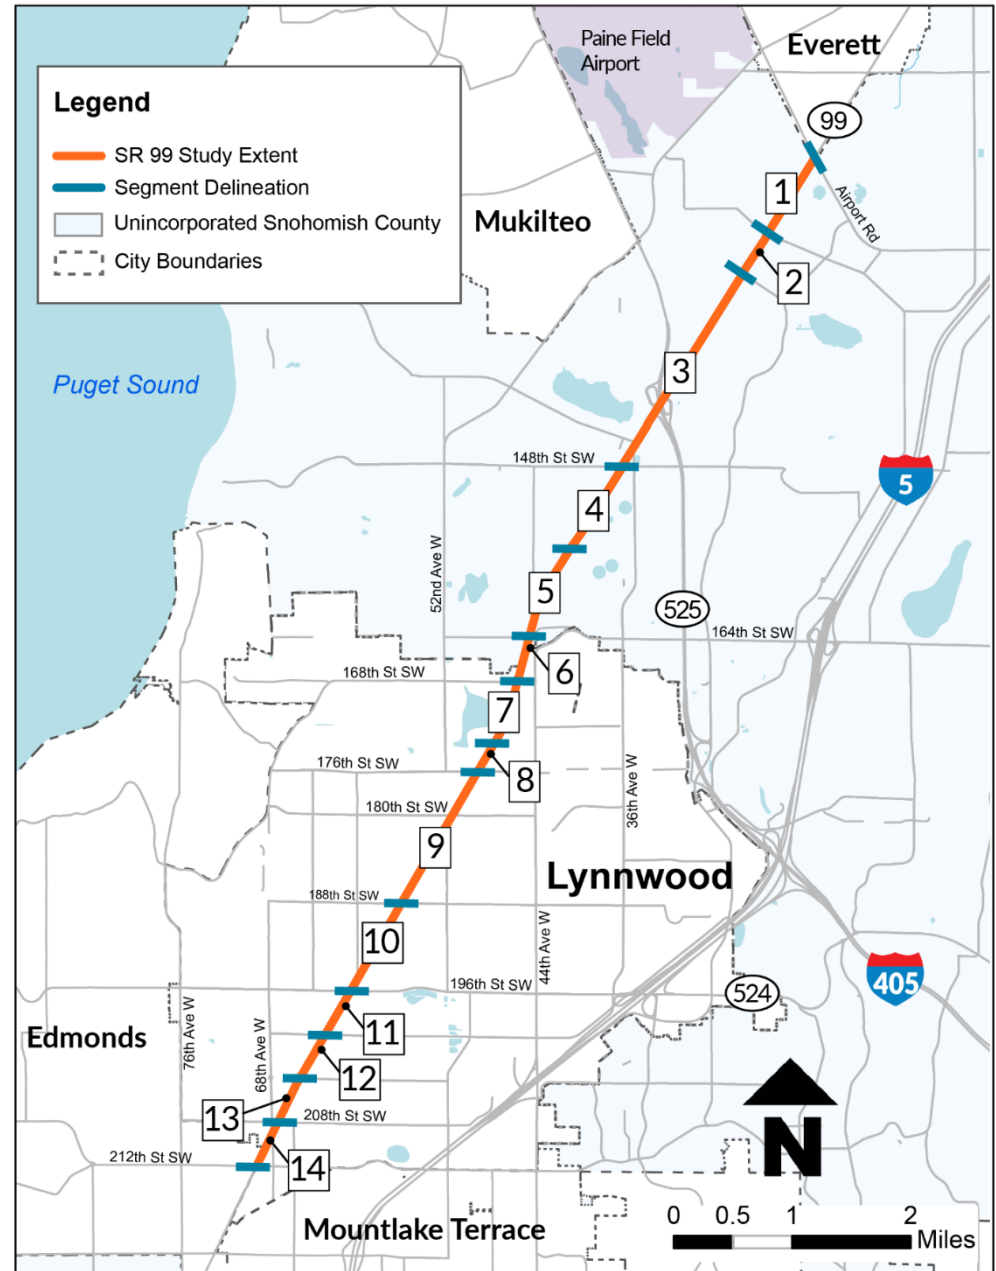 Paine Field
Airport
Everett
Legend
SR 99 Study Extent
Segment Delineation
Unincorporated Snohomish County
City Boundaries
99
1
Airport Rd
Mukilteo
2
3
Puget Sound
148th St SW
5
4
52nd Ave W
5
525
164th St SW
6
168th St SW
7
176th St SW
8
36th Ave W
180th St SW
9
Lynnwood
188th St SW
10
44th Ave W
196th St SW
524
405
Edmonds
76th Ave W
68th Ave W
11
12
13
208th St SW
212th St SW
14
N
Mountlake Terrace
0 0.5 1 2
Miles